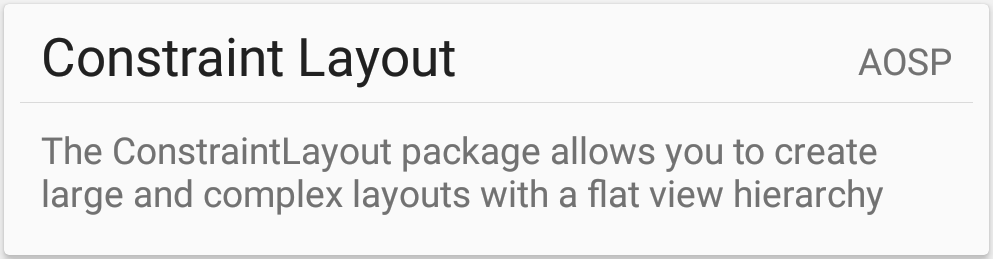 Constraint Layout AOSP
The ConstraintLayout package allows you to create
large and complex layouts with a flat view hierarchy